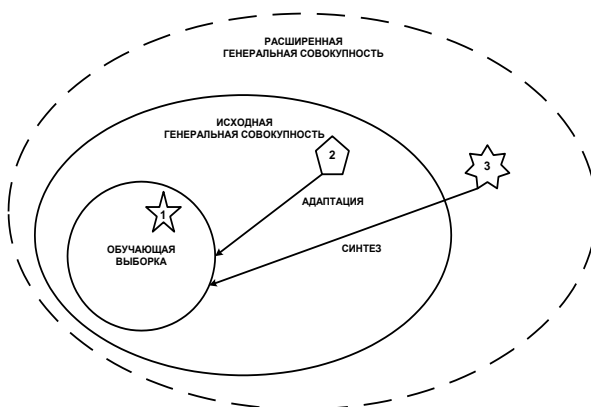 РАСШИРЕННАЯ
ГЕНЕРАЛЬНАЯ СОВОКУПНОСТЬ
ИСХОДНАЯ
ГЕНЕРАЛЬНАЯ СОВОКУПНОСТЬ
2
3
АДАПТАЦИЯ
1
ОБУЧАЮЩАЯ
ВЫБОРКА
СИНТЕЗ